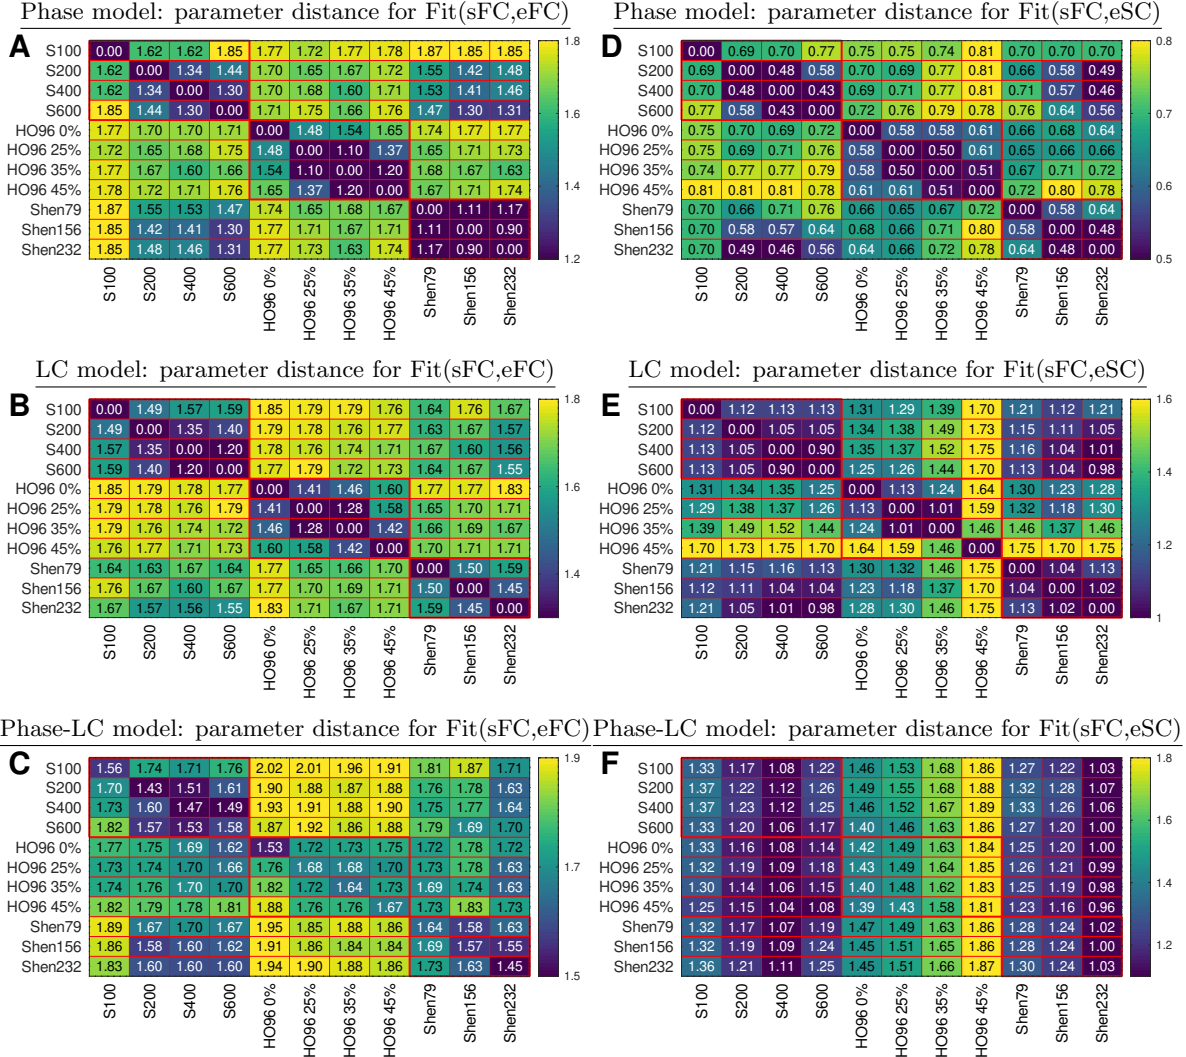 Phase model: parameter distance for Fit(sFC,eFC)
A
S100 0.00 1.62 1.62 1.85 1.77 1.72 1.77 1.78 1.87 1.85 1.85
S200 1.62 0.00 1.34 1.44 1.70 1.65 1.67 1.72 1.55 1.42 1.48
S400 1.62 1.34 0.00 1.30 1.70 1.68 1.60 1.71 1.53 1.41 1.46
S600 1.85 1.44 1.30 0.00 1.71 1.75 1.66 1.76 1.47 1.30 1.31
HO96 0% 1.77 1.70 1.70 1.71 0.00 1.48 1.54 1.65 1.74 1.77 1.77
HO96 25% 1.72 1.65 1.68 1.75 1.48 0.00 1.10 1.37 1.65 1.71 1.73
HO96 35% 1.77 1.67 1.60 1.66 1.54 1.10 0.00 1.20 1.68 1.67 1.63
HO96 45% 1.78 1.72 1.71 1.76 1.65 1.37 1.20 0.00 1.67 1.71 1.74
Shen79 1.87 1.55 1.53 1.47 1.74 1.65 1.68 1.67 0.00 1.11 1.17
Shen156 1.85 1.42 1.41 1.30 1.77 1.71 1.67 1.71 1.11 0.00 0.90
Shen232 1.85 1.48 1.46 1.31 1.77 1.73 1.63 1.74 1.17 0.90 0.00
S100 S200 S400 S600 HO96 0% HO96 25% HO96 35% HO96 45% Shen79 Shen156 Shen232
1.8
1.6
1.4
1.2
Phase model: parameter distance for Fit(sFC,eSC)
D
S100 0.00 0.69 0.70 0.77 0.75 0.75 0.74 0.81 0.70 0.70 0.70
S200 0.69 0.00 0.48 0.58 0.70 0.69 0.77 0.81 0.66 0.58 0.49
S400 0.70 0.48 0.00 0.43 0.69 0.71 0.77 0.81 0.71 0.57 0.46
S600 0.77 0.58 0.43 0.00 0.72 0.76 0.79 0.78 0.76 0.64 0.56
HO96 0% 0.75 0.70 0.69 0.72 0.00 0.58 0.58 0.61 0.66 0.68 0.64
HO96 25% 0.75 0.69 0.71 0.76 0.58 0.00 0.50 0.61 0.65 0.66 0.66
HO96 35% 0.74 0.77 0.77 0.79 0.58 0.50 0.00 0.51 0.67 0.71 0.72
HO96 45% 0.81 0.81 0.81 0.78 0.61 0.61 0.51 0.00 0.72 0.80 0.78
Shen79 0.70 0.66 0.71 0.76 0.66 0.65 0.67 0.72 0.00 0.58 0.64
Shen156 0.70 0.58 0.57 0.64 0.68 0.66 0.71 0.80 0.58 0.00 0.48
Shen232 0.70 0.49 0.46 0.56 0.64 0.66 0.72 0.78 0.64 0.48 0.00
S100 S200 S400 S600 HO96 0% HO96 25% HO96 35% HO96 45% Shen79 Shen156 Shen232
0.8
0.7
0.6
0.5
LC model: parameter distance for Fit(sFC,eFC)
B
S100 0.00 1.49 1.57 1.59 1.85 1.79 1.79 1.76 1.64 1.76 1.67
S200 1.49 0.00 1.35 1.40 1.79 1.78 1.76 1.77 1.63 1.67 1.57
S400 1.57 1.35 0.00 1.20 1.78 1.76 1.74 1.71 1.67 1.60 1.56
S600 1.59 1.40 1.20 0.00 1.77 1.79 1.72 1.73 1.64 1.67 1.55
HO96 0% 1.85 1.79 1.78 1.77 0.00 1.41 1.46 1.60 1.77 1.77 1.83
HO96 25% 1.79 1.78 1.76 1.79 1.41 0.00 1.28 1.58 1.65 1.70 1.71
HO96 35% 1.79 1.76 1.74 1.72 1.46 1.28 0.00 1.42 1.66 1.69 1.67
HO96 45% 1.76 1.77 1.71 1.73 1.60 1.58 1.42 0.00 1.70 1.71 1.71
Shen79 1.64 1.63 1.67 1.64 1.77 1.65 1.66 1.70 0.00 1.50 1.59
Shen156 1.76 1.67 1.60 1.67 1.77 1.70 1.69 1.71 1.50 0.00 1.45
Shen232 1.67 1.57 1.56 1.55 1.83 1.71 1.67 1.71 1.59 1.45 0.00
S100 S200 S400 S600 HO96 0% HO96 25% HO96 35% HO96 45% Shen79 Shen156 Shen232
1.8
1.6
1.4
LC model: parameter distance for Fit(sFC,eSC)
E
S100 0.00 1.12 1.13 1.13 1.31 1.29 1.39 1.70 1.21 1.12 1.21
S200 1.12 0.00 1.05 1.05 1.34 1.38 1.49 1.73 1.15 1.11 1.05
S400 1.13 1.05 0.00 0.90 1.35 1.37 1.52 1.75 1.16 1.04 1.01
S600 1.13 1.05 0.90 0.00 1.25 1.26 1.44 1.70 1.13 1.04 0.98
HO96 0% 1.31 1.34 1.35 1.25 0.00 1.13 1.24 1.64 1.30 1.23 1.28
HO96 25% 1.29 1.38 1.37 1.26 1.13 0.00 1.01 1.59 1.32 1.18 1.30
HO96 35% 1.39 1.49 1.52 1.44 1.24 1.01 0.00 1.46 1.46 1.37 1.46
HO96 45% 1.70 1.73 1.75 1.70 1.64 1.59 1.46 0.00 1.75 1.70 1.75
Shen79 1.21 1.15 1.16 1.13 1.30 1.32 1.46 1.75 0.00 1.04 1.13
Shen156 1.12 1.11 1.04 1.04 1.23 1.18 1.37 1.70 1.04 0.00 1.02
Shen232 1.21 1.05 1.01 0.98 1.28 1.30 1.46 1.75 1.13 1.02 0.00
S100 S200 S400 S600 HO96 0% HO96 25% HO96 35% HO96 45% Shen79 Shen156 Shen232
1.6
1.4
1.2
1
Phase-LC model: parameter distance for Fit(sFC,eFC)
C
S100 1.56 1.74 1.71 1.76 2.02 2.01 1.96 1.91 1.81 1.87 1.71
S200 1.70 1.43 1.51 1.61 1.90 1.88 1.87 1.88 1.76 1.78 1.63
S400 1.73 1.60 1.47 1.49 1.93 1.91 1.88 1.90 1.75 1.77 1.64
S600 1.82 1.57 1.53 1.58 1.87 1.92 1.86 1.88 1.79 1.69 1.70
HO96 0% 1.77 1.75 1.69 1.62 1.53 1.72 1.73 1.75 1.72 1.78 1.72
HO96 25% 1.73 1.74 1.70 1.66 1.76 1.68 1.68 1.70 1.73 1.78 1.63
HO96 35% 1.74 1.76 1.70 1.70 1.82 1.72 1.64 1.73 1.69 1.74 1.63
HO96 45% 1.82 1.79 1.78 1.81 1.88 1.76 1.76 1.67 1.73 1.83 1.73
Shen79 1.89 1.67 1.70 1.67 1.95 1.85 1.88 1.86 1.64 1.58 1.63
Shen156 1.86 1.58 1.60 1.62 1.91 1.86 1.84 1.84 1.69 1.57 1.55
Shen232 1.83 1.60 1.60 1.60 1.94 1.90 1.88 1.86 1.73 1.63 1.45
S100 S200 S400 S600 HO96 0% HO96 25% HO96 35% HO96 45% Shen79 Shen156 Shen232
1.9
1.7
1.5
Phase-LC model: parameter distance for Fit(sFC,eSC)
F
S100 1.33 1.17 1.08 1.22 1.46 1.53 1.68 1.86 1.27 1.22 1.03
S200 1.37 1.22 1.12 1.26 1.49 1.55 1.68 1.88 1.32 1.28 1.07
S400 1.37 1.23 1.12 1.25 1.46 1.52 1.67 1.89 1.33 1.26 1.06
S600 1.33 1.20 1.06 1.17 1.40 1.46 1.63 1.86 1.27 1.20 1.00
HO96 0% 1.33 1.16 1.08 1.14 1.42 1.49 1.63 1.84 1.25 1.20 1.00
HO96 25% 1.32 1.19 1.09 1.18 1.43 1.49 1.64 1.85 1.26 1.21 0.99
HO96 35% 1.30 1.14 1.06 1.15 1.40 1.48 1.62 1.83 1.25 1.19 0.98
HO96 45% 1.25 1.15 1.04 1.08 1.39 1.43 1.58 1.81 1.23 1.16 0.96
Shen79 1.32 1.17 1.07 1.19 1.47 1.49 1.63 1.86 1.28 1.24 1.02
Shen156 1.32 1.19 1.09 1.24 1.45 1.51 1.65 1.86 1.28 1.24 1.00
Shen232 1.36 1.21 1.11 1.25 1.45 1.51 1.66 1.87 1.30 1.24 1.03
S100 S200 S400 S600 HO96 0% HO96 25% HO96 35% HO96 45% Shen79 Shen156 Shen232
1.8
1.6
1.4
1.2